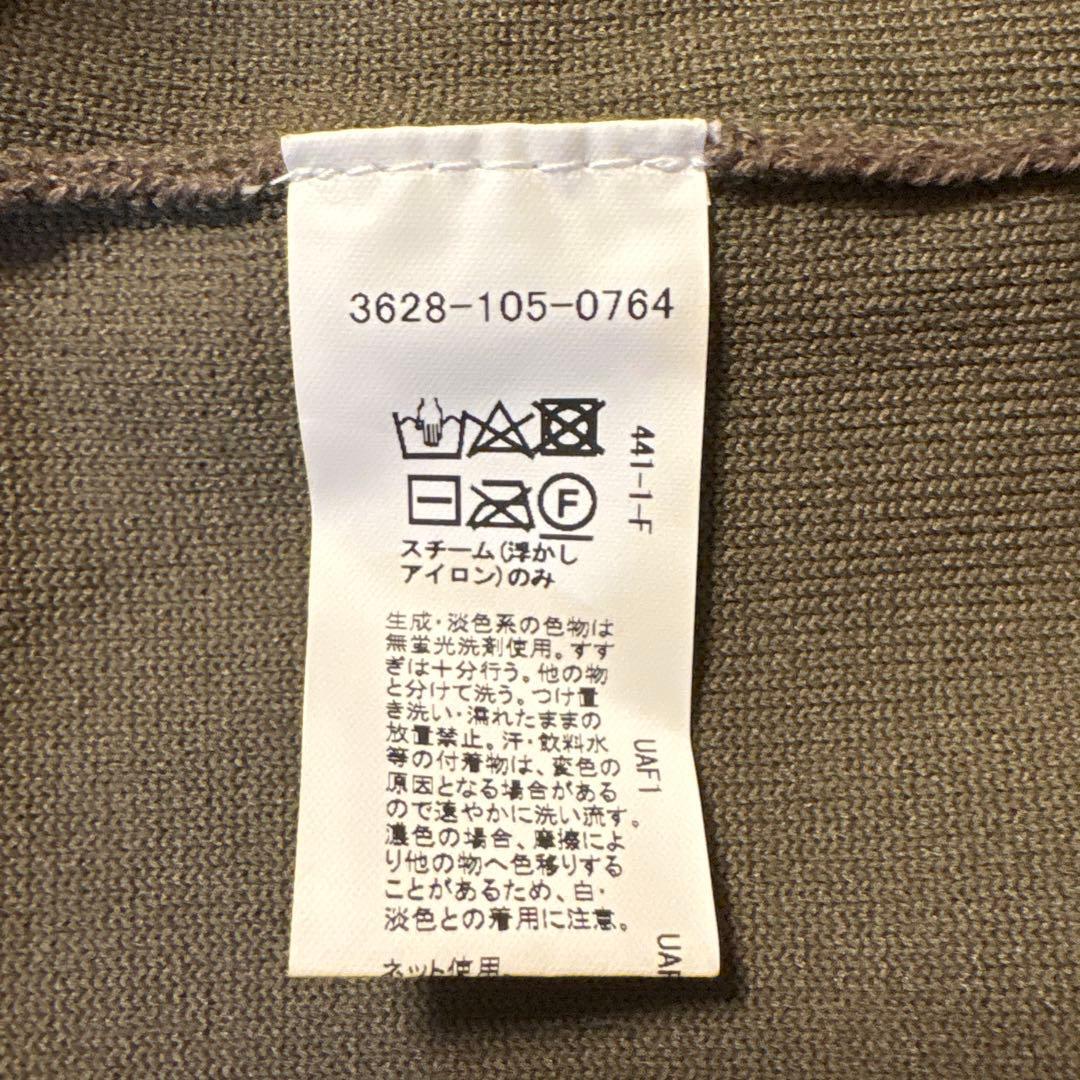 3628-105-0764
F
スチーム(浮かし
アイロン)のみ
441-1-F
生成・淡色系の色物は
無蛍光洗剤使用。すす
ぎは十分行う。他の物
と分けて洗う。つけ置
き洗い・濡れたままの
放置禁止。汗・飲料水
等の付着物は、変色の
原因となる場合がある
ので速やかに洗い流す。
濃色の場合、摩擦によ
り他の物へ色移りする
ことがあるため、白・
淡色との着用に注意。
ネット使用
UAF1